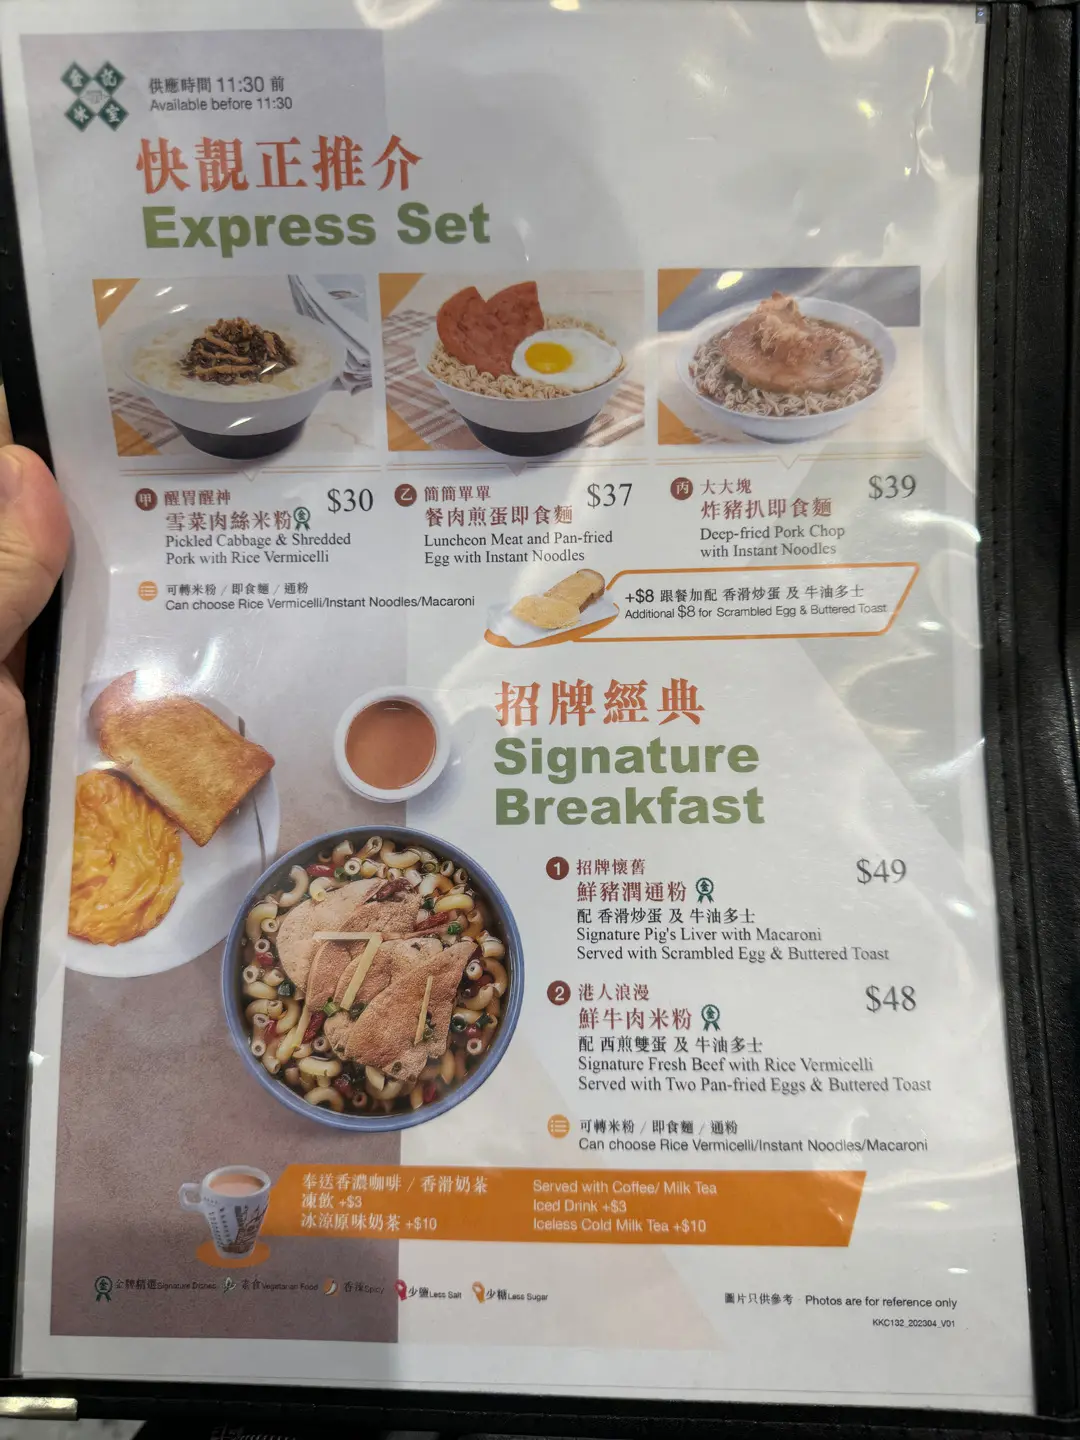 金記
冰室
供應時間 11:30 前
Available before 11:30
快靚正推介
Express Set
甲 醒胃醒神 $30
雪菜肉絲米粉
Pickled Cabbage & Shredded
Pork with Rice Vermicelli
乙 簡簡單單 $37
餐肉煎蛋即食麵
Luncheon Meat and Pan-fried
Egg with Instant Noodles
丙 大大塊 $39
炸豬扒即食麵
Deep-fried Pork Chop
with Instant Noodles
可轉米粉 / 即食麵 / 通粉
Can choose Rice Vermicelli/Instant Noodles/Macaroni
+$8 跟餐加配 香滑炒蛋 及 牛油多士
Additional $8 for Scrambled Egg & Buttered Toast
招牌經典
Signature
Breakfast
1 招牌懷舊 $49
鮮豬潤通粉
配 香滑炒蛋 及 牛油多士
Signature Pig's Liver with Macaroni
Served with Scrambled Egg & Buttered Toast
2 港人浪漫 $48
鮮牛肉米粉
配 西煎雙蛋 及 牛油多士
Signature Fresh Beef with Rice Vermicelli
Served with Two Pan-fried Eggs & Buttered Toast
可轉米粉 / 即食麵 / 通粉
Can choose Rice Vermicelli/Instant Noodles/Macaroni
奉送香濃咖啡 / 香滑奶茶
凍飲 +$3
冰涼原味奶茶 +$10
Served with Coffee/ Milk Tea
Iced Drink +$3
Iceless Cold Milk Tea +$10
金牌精選 Signature Dishes 素食 Vegetarian Food 香辣 Spicy 少鹽 Less Salt 少糖 Less Sugar
圖片只供參考 Photos are for reference only
KKC132_202304_V01